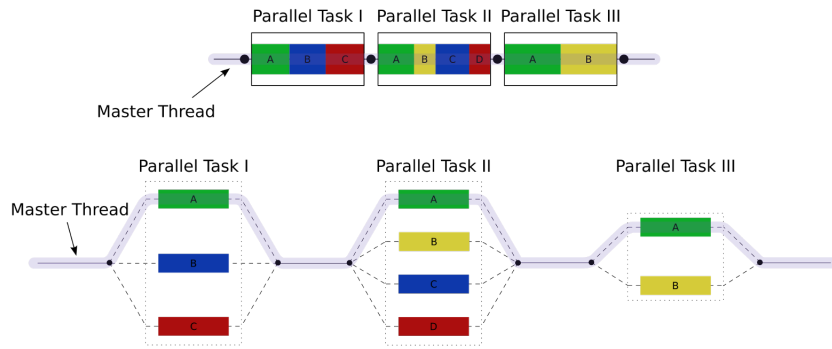 Parallel Task I Parallel Task II Parallel Task III
A B C A B C D A B
Master Thread
Parallel Task I Parallel Task II Parallel Task III
A A
Master Thread
A
B
B
C
B
C D